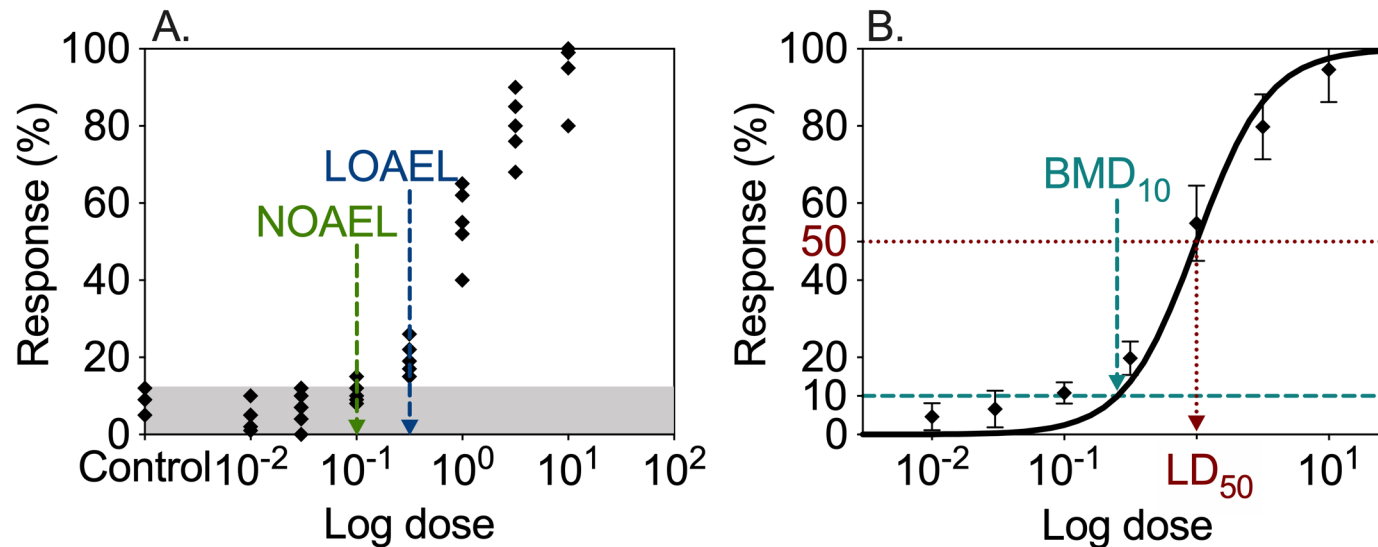 A.
Response (%)
100
80
60
40
20
0
LOAEL
NOAEL
Control 10⁻² 10⁻¹ 10⁰ 10¹ 10²
Log dose
B.
Response (%)
100
80
60
50
40
20
10
0
BMD₁₀
10⁻² 10⁻¹ LD₅₀ 10¹
Log dose